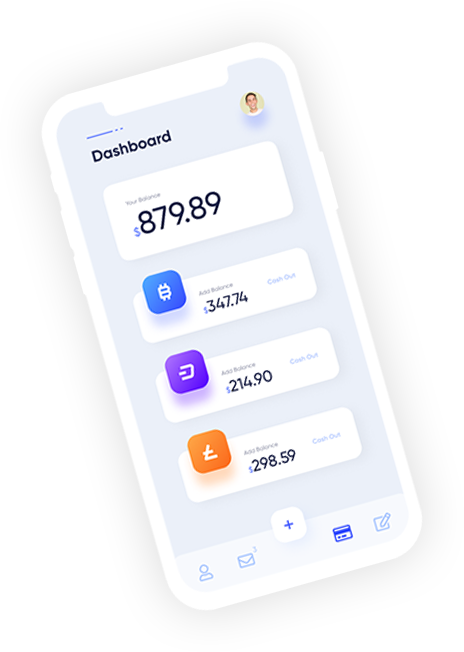 Dashboard
Your Balance
$879.89
Add Balance
$347.74
Cash Out
Add Balance
$214.90
Cash Out
Add Balance
$298.59
Cash Out
3